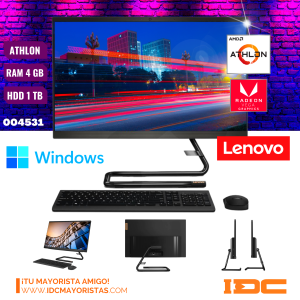 ATHLON
RAM 4 GB
HDD 1 TB
004531
AMD
ATHLON
RADEON
GRAPHICS
Windows
Lenovo
¡TU MAYORISTA AMIGO!
WWW.IDCMAYORISTAS.COM
IDC